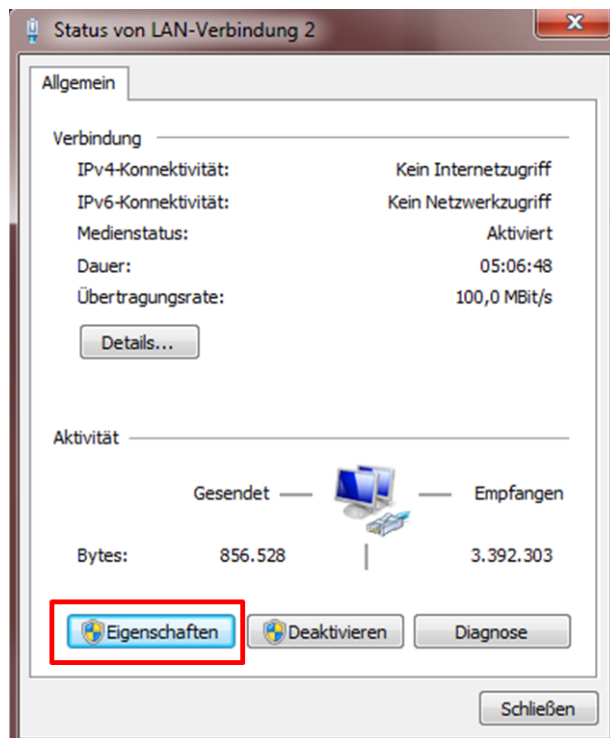 Status von LAN-Verbindung 2
Allgemein
Verbindung
IPv4-Konnektivität: Kein Internetzugriff
IPv6-Konnektivität: Kein Netzwerkzugriff
Medienstatus: Aktiviert
Dauer: 05:06:48
Übertragungsrate: 100,0 MBit/s
Details...
Aktivität
Gesendet Empfangen
Bytes: 856.528 3.392.303
Eigenschaften Deaktivieren Diagnose
Schließen